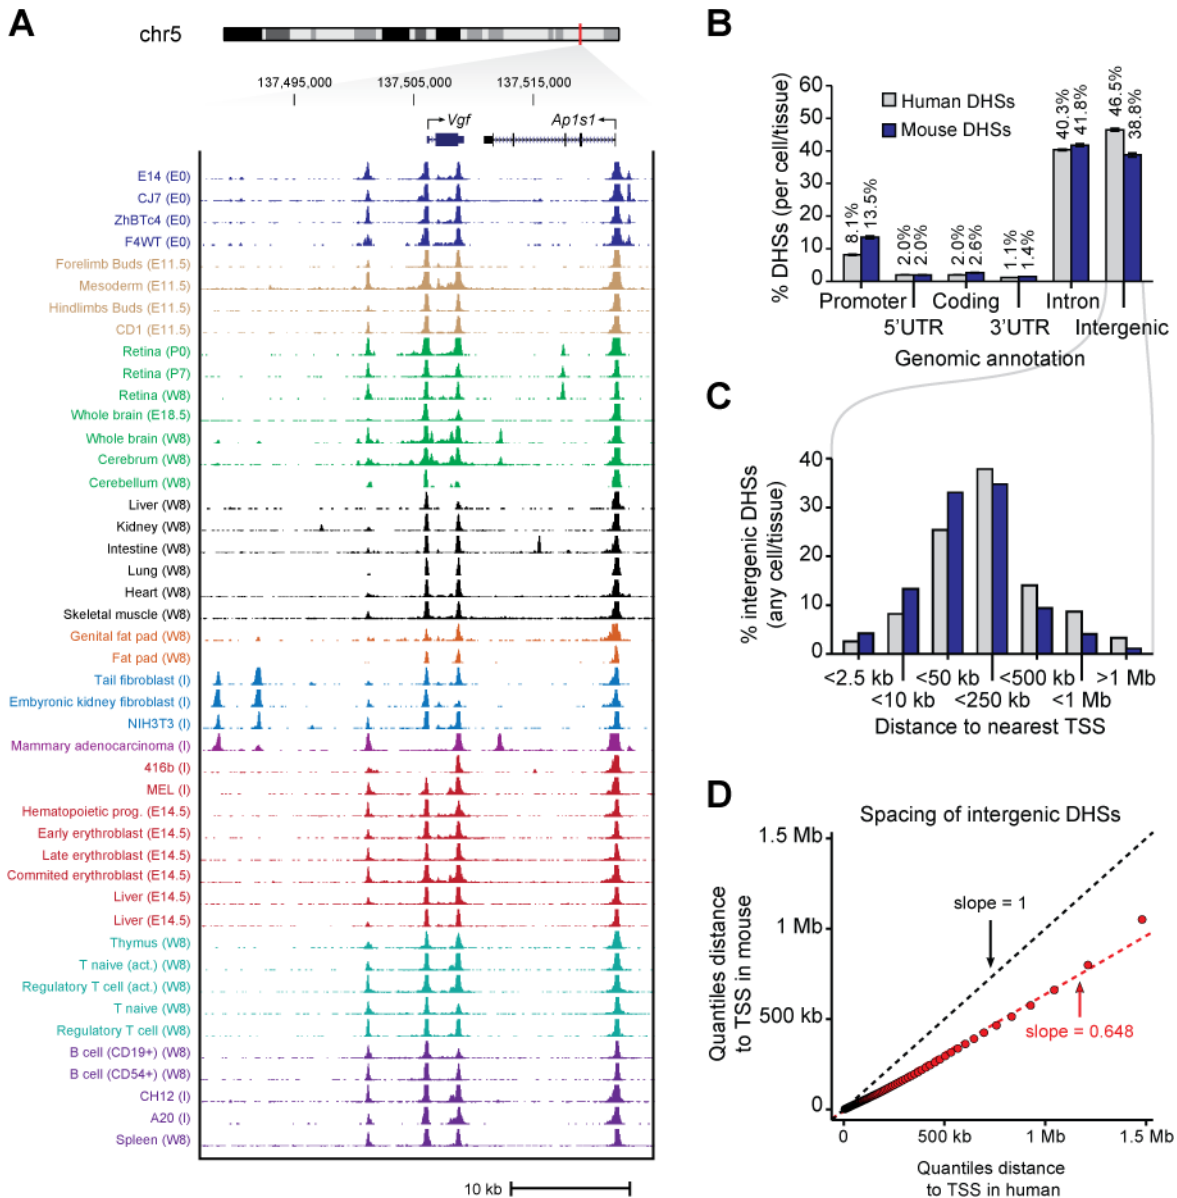 A
chr5
137,495,000 137,505,000 137,515,000
Vgf Ap1s1
E14 (E0)
CJ7 (E0)
ZhBTc4 (E0)
F4WT (E0)
Forelimb Buds (E11.5)
Mesoderm (E11.5)
Hindlimbs Buds (E11.5)
CD1 (E11.5)
Retina (P0)
Retina (P7)
Retina (W8)
Whole brain (E18.5)
Whole brain (W8)
Cerebrum (W8)
Cerebellum (W8)
Liver (W8)
Kidney (W8)
Intestine (W8)
Lung (W8)
Heart (W8)
Skeletal muscle (W8)
Genital fat pad (W8)
Fat pad (W8)
Tail fibroblast (I)
Embyronic kidney fibroblast (I)
NIH3T3 (I)
Mammary adenocarcinoma (I)
416b (I)
MEL (I)
Hematopoietic prog. (E14.5)
Early erythroblast (E14.5)
Late erythroblast (E14.5)
Commited erythroblast (E14.5)
Liver (E14.5)
Liver (E14.5)
Thymus (W8)
T naive (act.) (W8)
Regulatory T cell (act.) (W8)
T naive (W8)
Regulatory T cell (W8)
B cell (CD19+) (W8)
B cell (CD54+) (W8)
CH12 (I)
A20 (I)
Spleen (W8)
10 kb
B
% DHSs (per cell/tissue)
60
50
40
30
20
10
0
Human DHSs
Mouse DHSs
8.1%
13.5%
2.0%
2.0%
2.0%
2.6%
1.1%
1.4%
40.3%
41.8%
46.5%
38.8%
Promoter Coding Intron
5'UTR 3'UTR Intergenic
Genomic annotation
C
% intergenic DHSs
(any cell/tissue)
40
30
20
10
0
<2.5 kb <50 kb <500 kb >1 Mb
<10 kb <250 kb <1 Mb
Distance to nearest TSS
D
Spacing of intergenic DHSs
Quantiles distance
to TSS in mouse
1.5 Mb
1 Mb
500 kb
0
slope = 1
slope = 0.648
0 500 kb 1 Mb 1.5 Mb
Quantiles distance
to TSS in human